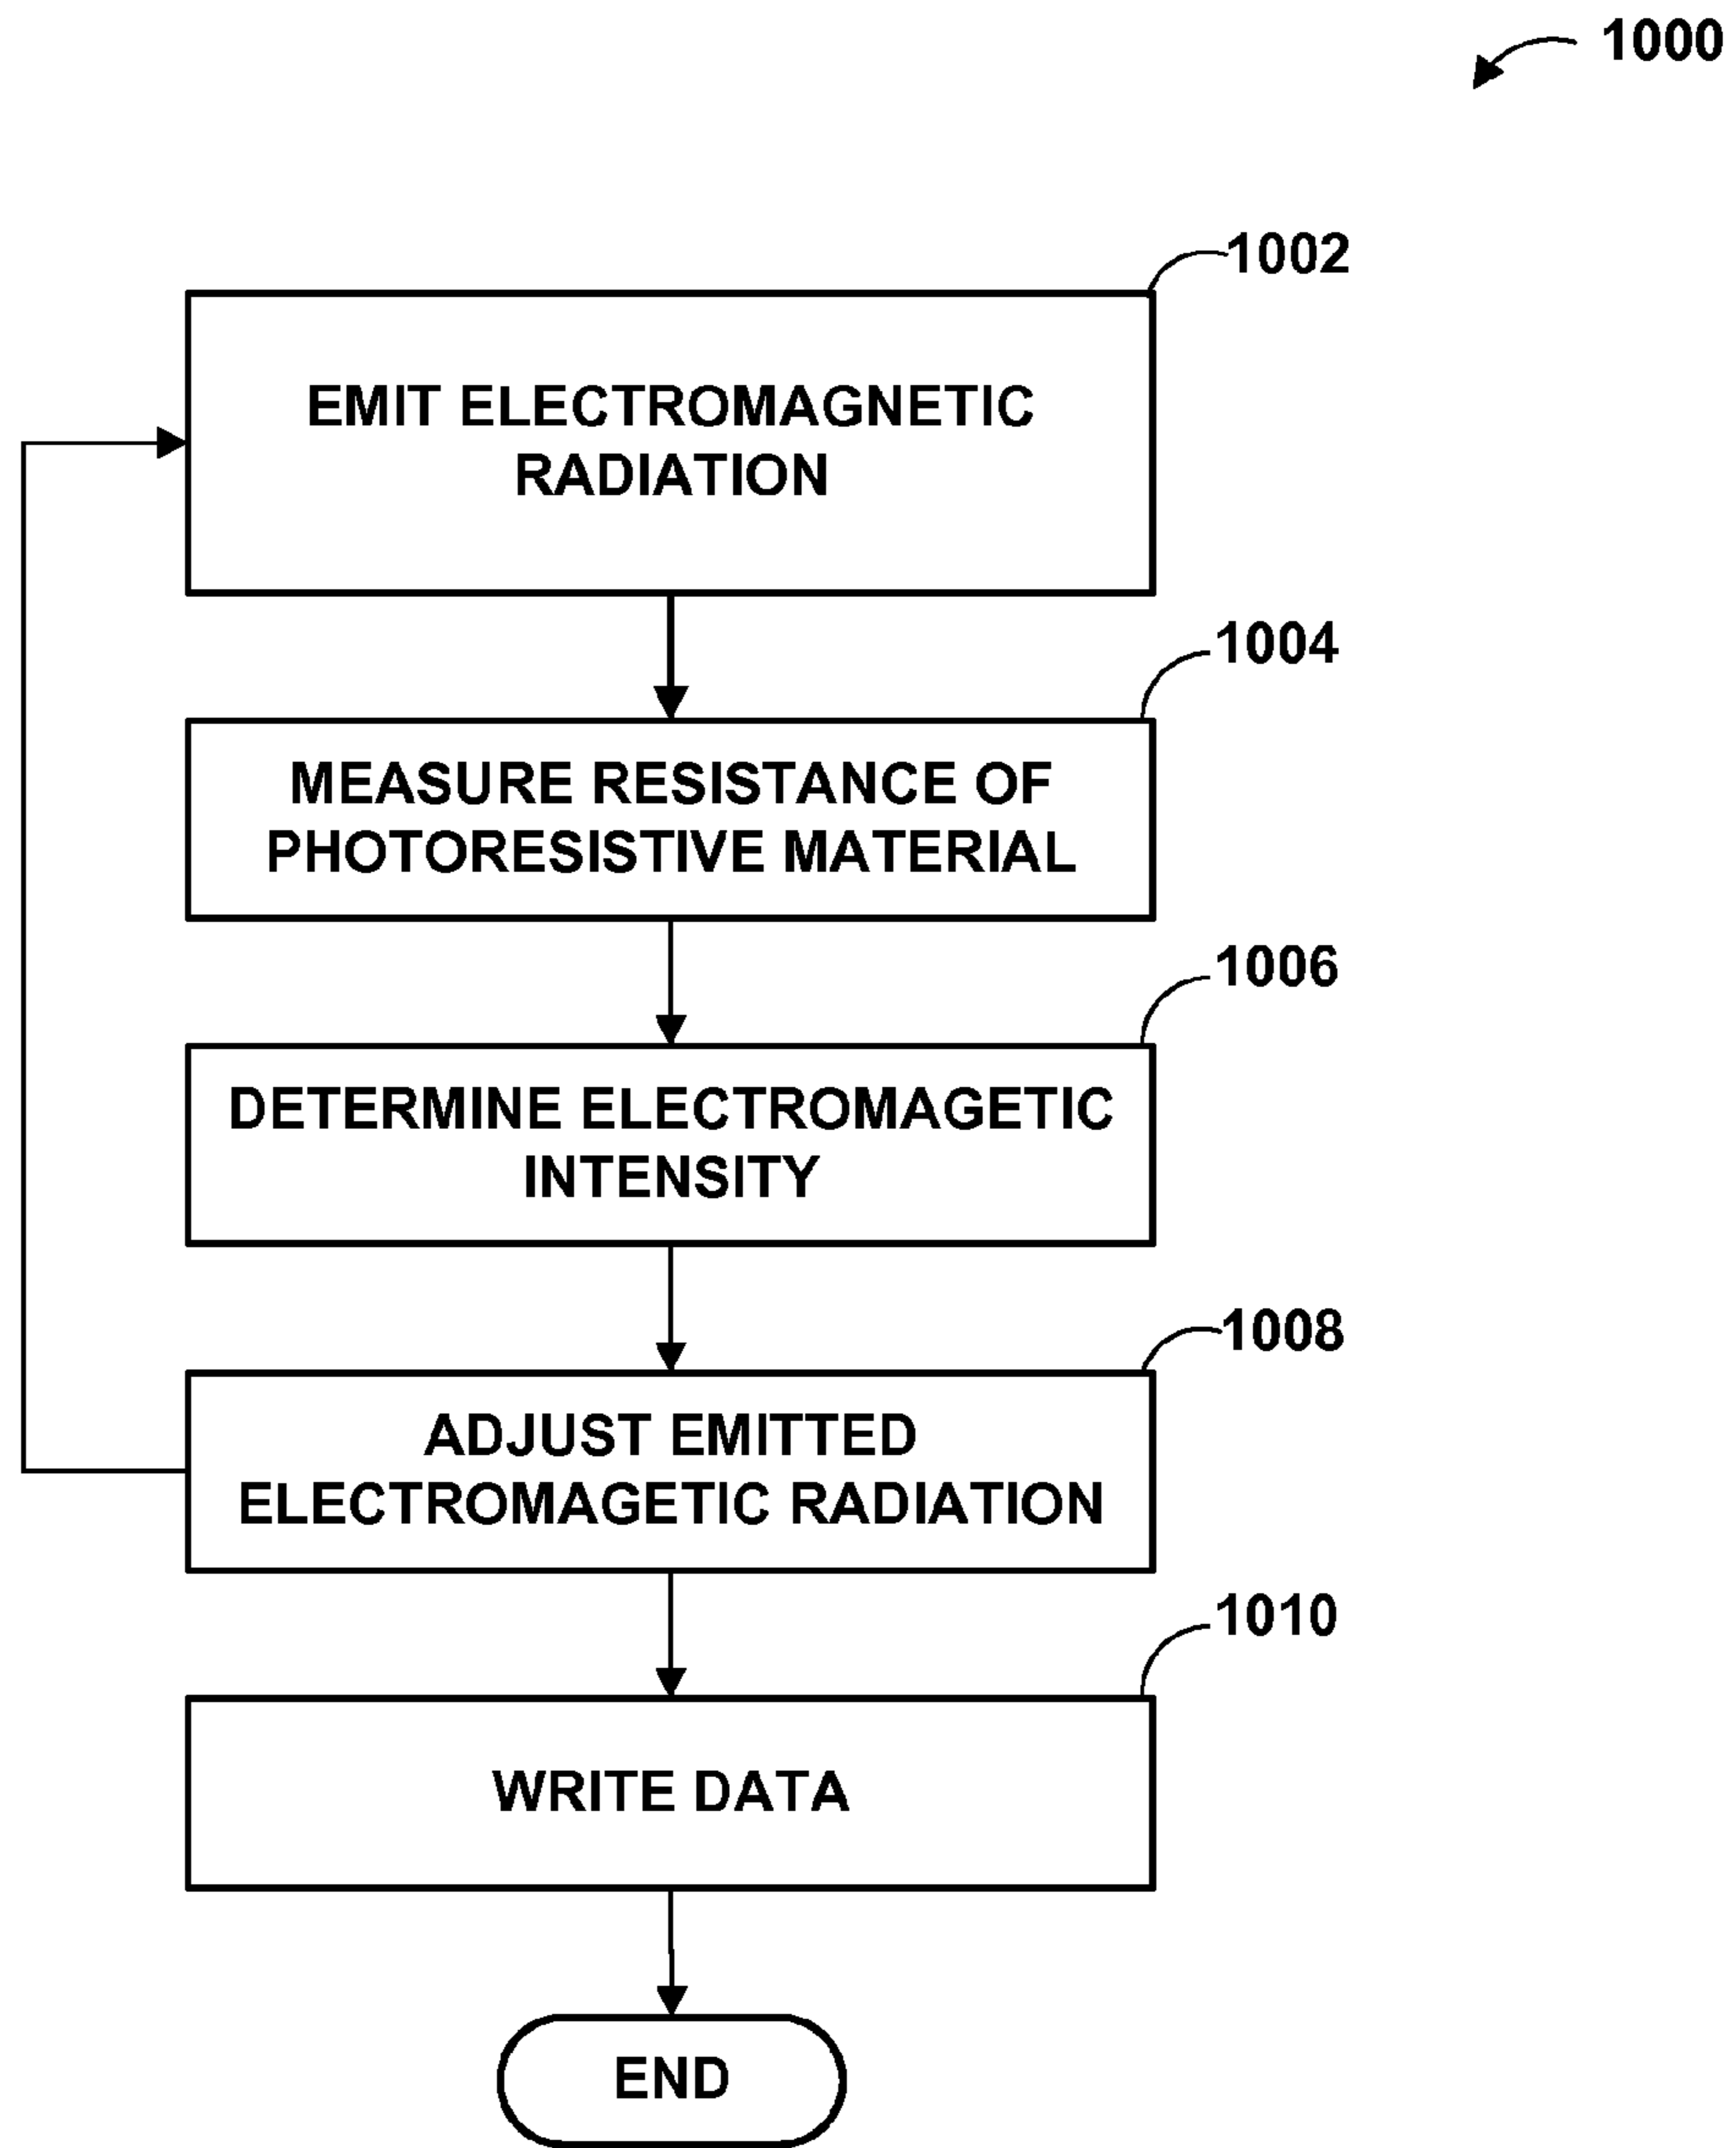 1000
1002
EMIT ELECTROMAGNETIC
RADIATION
1004
MEASURE RESISTANCE OF
PHOTORESISTIVE MATERIAL
1006
DETERMINE ELECTROMAGETIC
INTENSITY
1008
ADJUST EMITTED
ELECTROMAGETIC RADIATION
1010
WRITE DATA
END